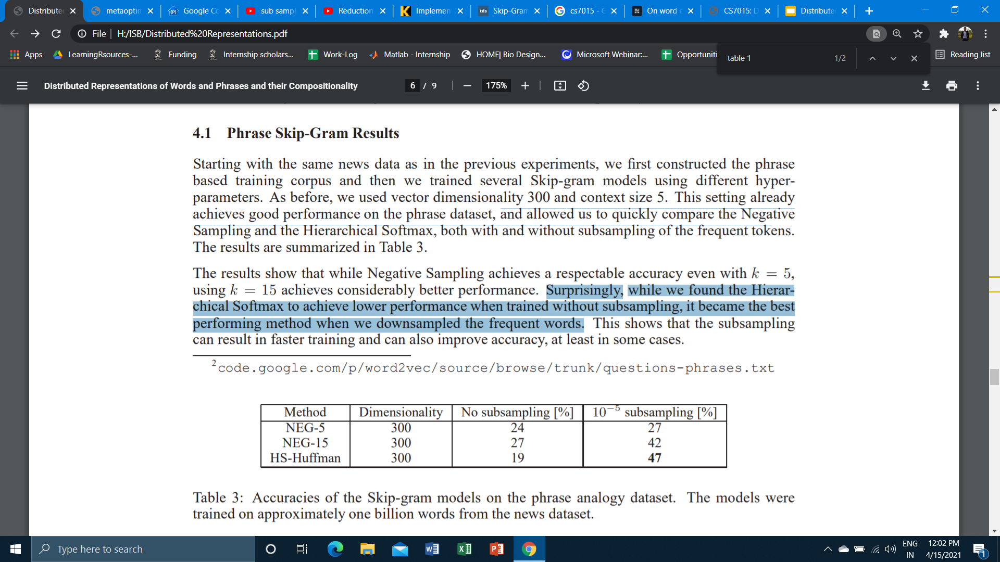 Distribute
metaoptim
Google Co
sub sampl
Reduction
Implemen
tds Skip-Gram
cs7015 - G
On word e
CS7015: D
Distribute
File | H:/ISB/Distributed%20Representations.pdf
Apps LearningRsources-... Funding Internship scholars... Work-Log Matlab - Internship HOME| Bio Design... Microsoft Webinar:... Opportuniti Reading list
table 1 1/2
Distributed Representations of Words and Phrases and their Compositionality 6 / 9 175%
4.1 Phrase Skip-Gram Results
Starting with the same news data as in the previous experiments, we first constructed the phrase
based training corpus and then we trained several Skip-gram models using different hyper-
parameters. As before, we used vector dimensionality 300 and context size 5. This setting already
achieves good performance on the phrase dataset, and allowed us to quickly compare the Negative
Sampling and the Hierarchical Softmax, both with and without subsampling of the frequent tokens.
The results are summarized in Table 3.
The results show that while Negative Sampling achieves a respectable accuracy even with k = 5,
using k = 15 achieves considerably better performance. Surprisingly, while we found the Hierar-
chical Softmax to achieve lower performance when trained without subsampling, it became the best
performing method when we downsampled the frequent words. This shows that the subsampling
can result in faster training and can also improve accuracy, at least in some cases.
²code.google.com/p/word2vec/source/browse/trunk/questions-phrases.txt
Method Dimensionality No subsampling [%] 10⁻⁵ subsampling [%]
NEG-5 300 24 27
NEG-15 300 27 42
HS-Huffman 300 19 47
Table 3: Accuracies of the Skip-gram models on the phrase analogy dataset. The models were
trained on approximately one billion words from the news dataset.
Type here to search
ENG
IN
12:02 PM
4/15/2021
1